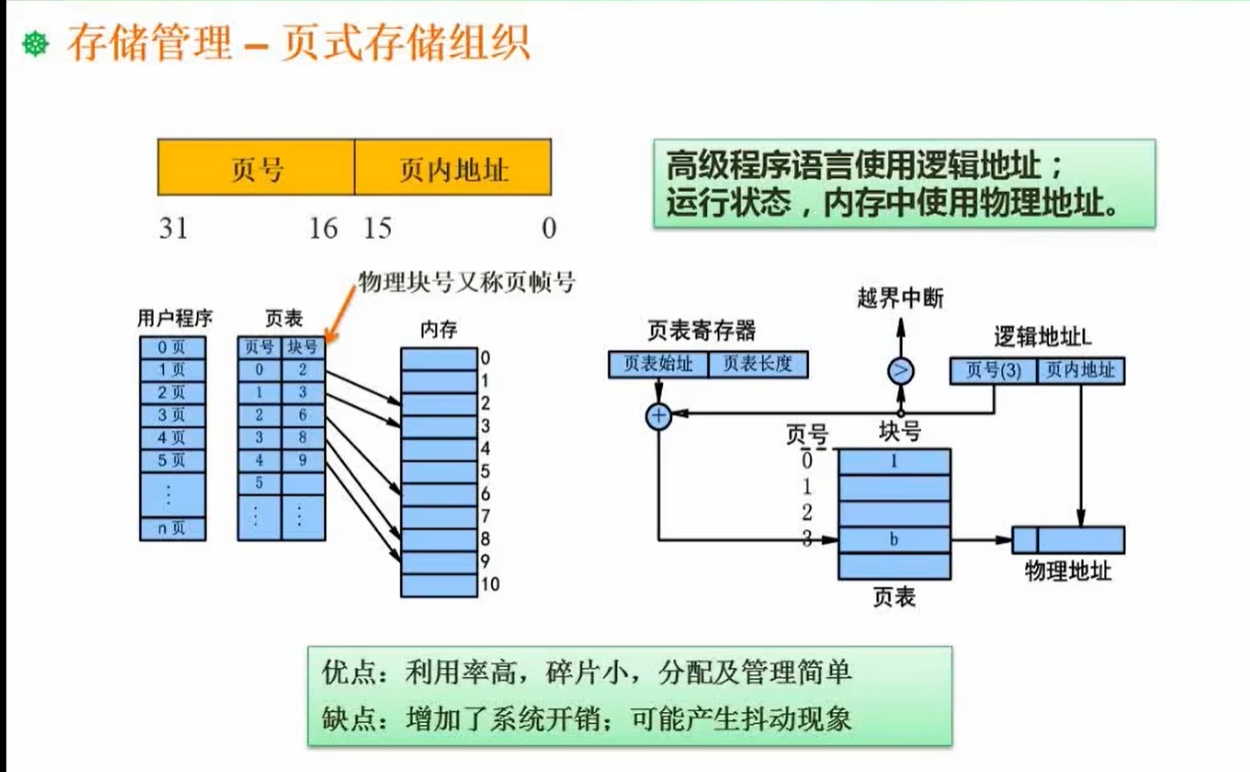 存储管理 – 页式存储组织
页号 页内地址
31 16 15 0
高级程序语言使用逻辑地址；
运行状态，内存中使用物理地址。
物理块号又称页帧号
用户程序
0页
1页
2页
3页
4页
5页
⋮
n页
页表
页号 块号
0 2
1 3
2 6
3 8
4 9
5
⋮ ⋮
内存
0
1
2
3
4
5
6
7
8
9
10
越界中断
页表寄存器
页表始址 页表长度
>
逻辑地址L
页号(3) 页内地址
+
页号 块号
0 1
1
2
3 b
页表
物理地址
优点：利用率高，碎片小，分配及管理简单
缺点：增加了系统开销；可能产生抖动现象